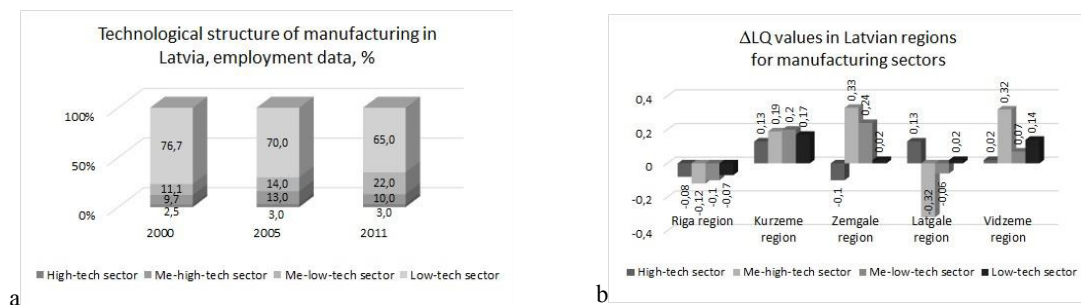 Technological structure of manufacturing in
Latvia, employment data, %
100%
50%
0%
76,7
70,0
65,0
11,1
14,0
22,0
9,7
13,0
10,0
2,5
3,0
3,0
2000
2005
2011
High-tech sector
Me-high-tech sector
Me-low-tech sector
Low-tech sector
a
ΔLQ values in Latvian regions
for manufacturing sectors
0,4
0,2
0
-0,2
-0,4
-0,08
-0,12
-0,1
-0,07
0,13
0,19
0,2
0,17
-0,1
0,33
0,24
0,02
0,13
-0,32
-0,06
0,02
0,02
0,32
0,07
0,14
Riga region
Kurzeme
region
Zemgale
region
Latgale
region
Vidzeme
region
High-tech sector
Me-high-tech sector
Me-low-tech sector
Low-tech sector
b